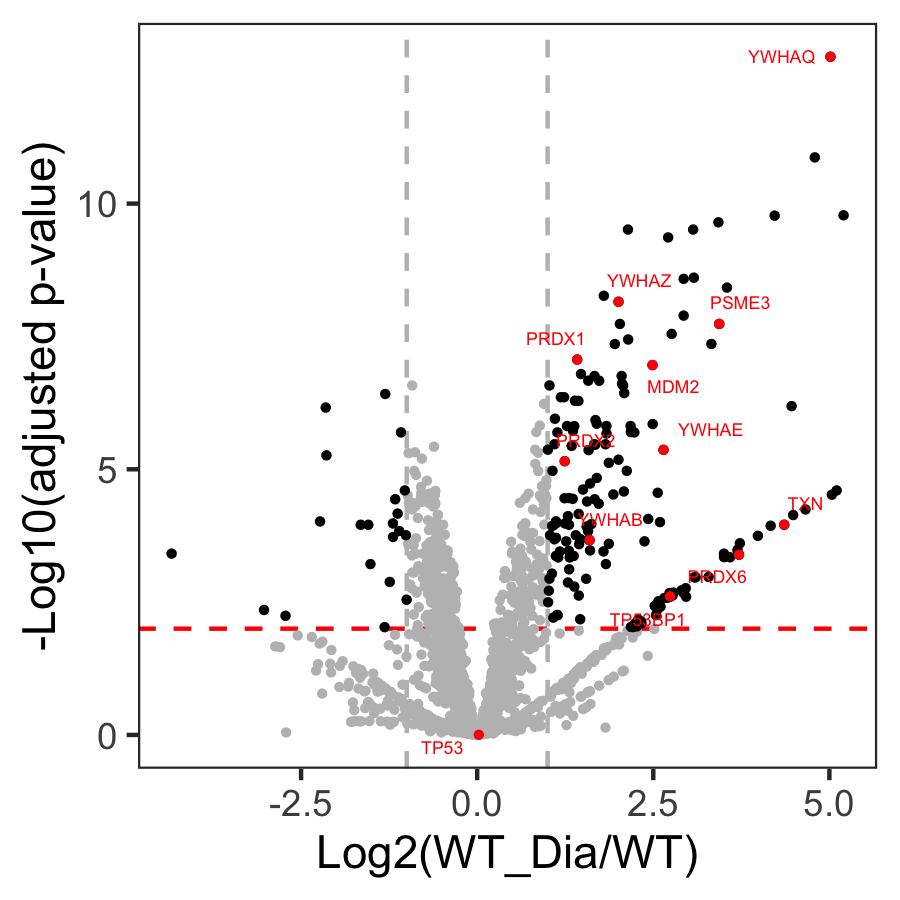 YWHAQ
10
YWHAZ
PSME3
PRDX1
MDM2
YWHAE
PRDX2
5
TXN
YWHAB
PRDX6
TP53BP1
0
TP53
-2.5 0.0 2.5 5.0
Log2(WT_Dia/WT)
-Log10(adjusted p-value)